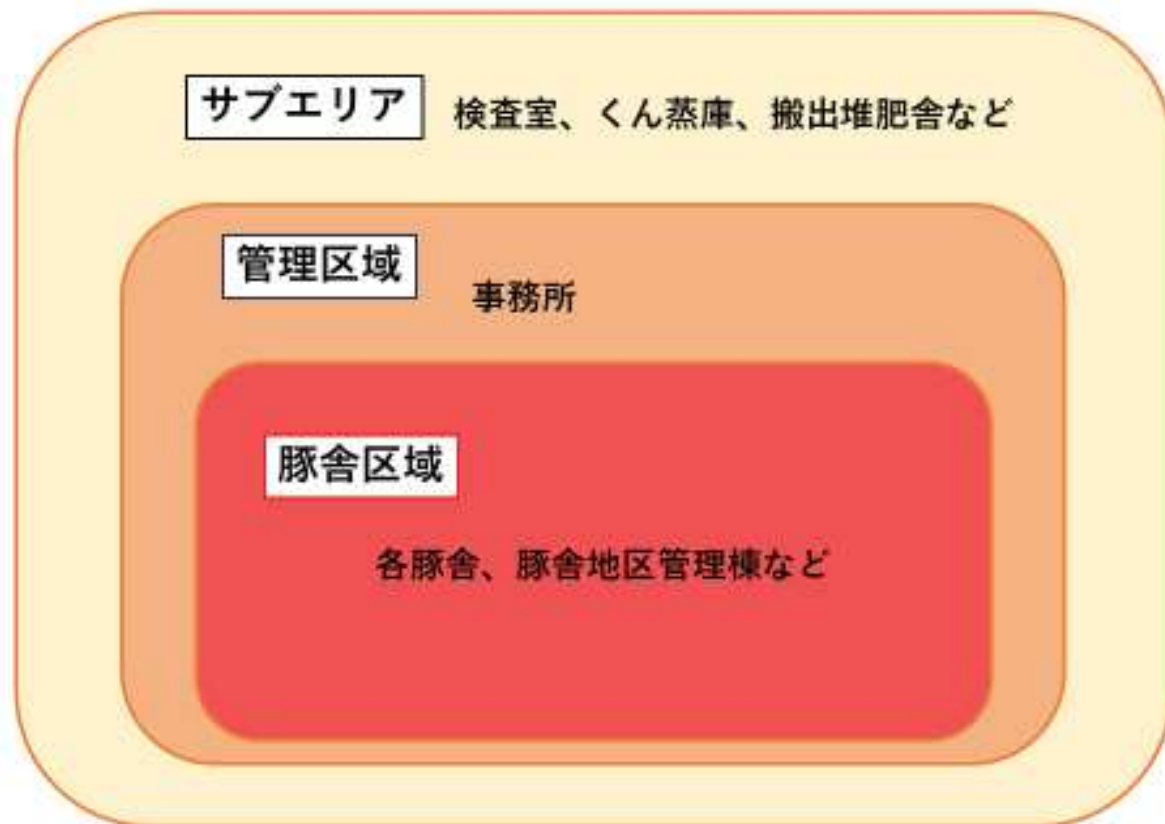 サブエリア 検査室、くん蒸庫、搬出堆肥舎など
管理区域
事務所
豚舎区域
各豚舎、豚舎地区管理棟など